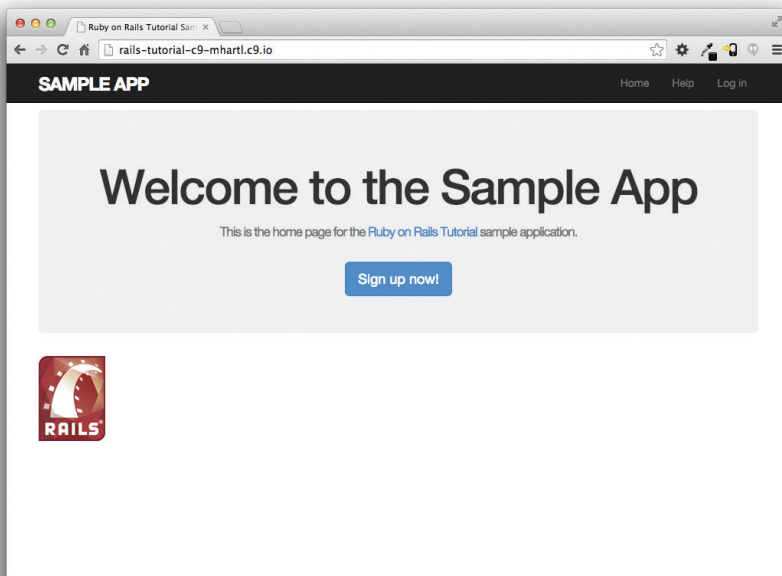 Ruby on Rails Tutorial Sam
rails-tutorial-c9-mhartl.c9.io
SAMPLE APP
Home Help Log in
Welcome to the Sample App
This is the home page for the Ruby on Rails Tutorial sample application.
Sign up now!
RAILS